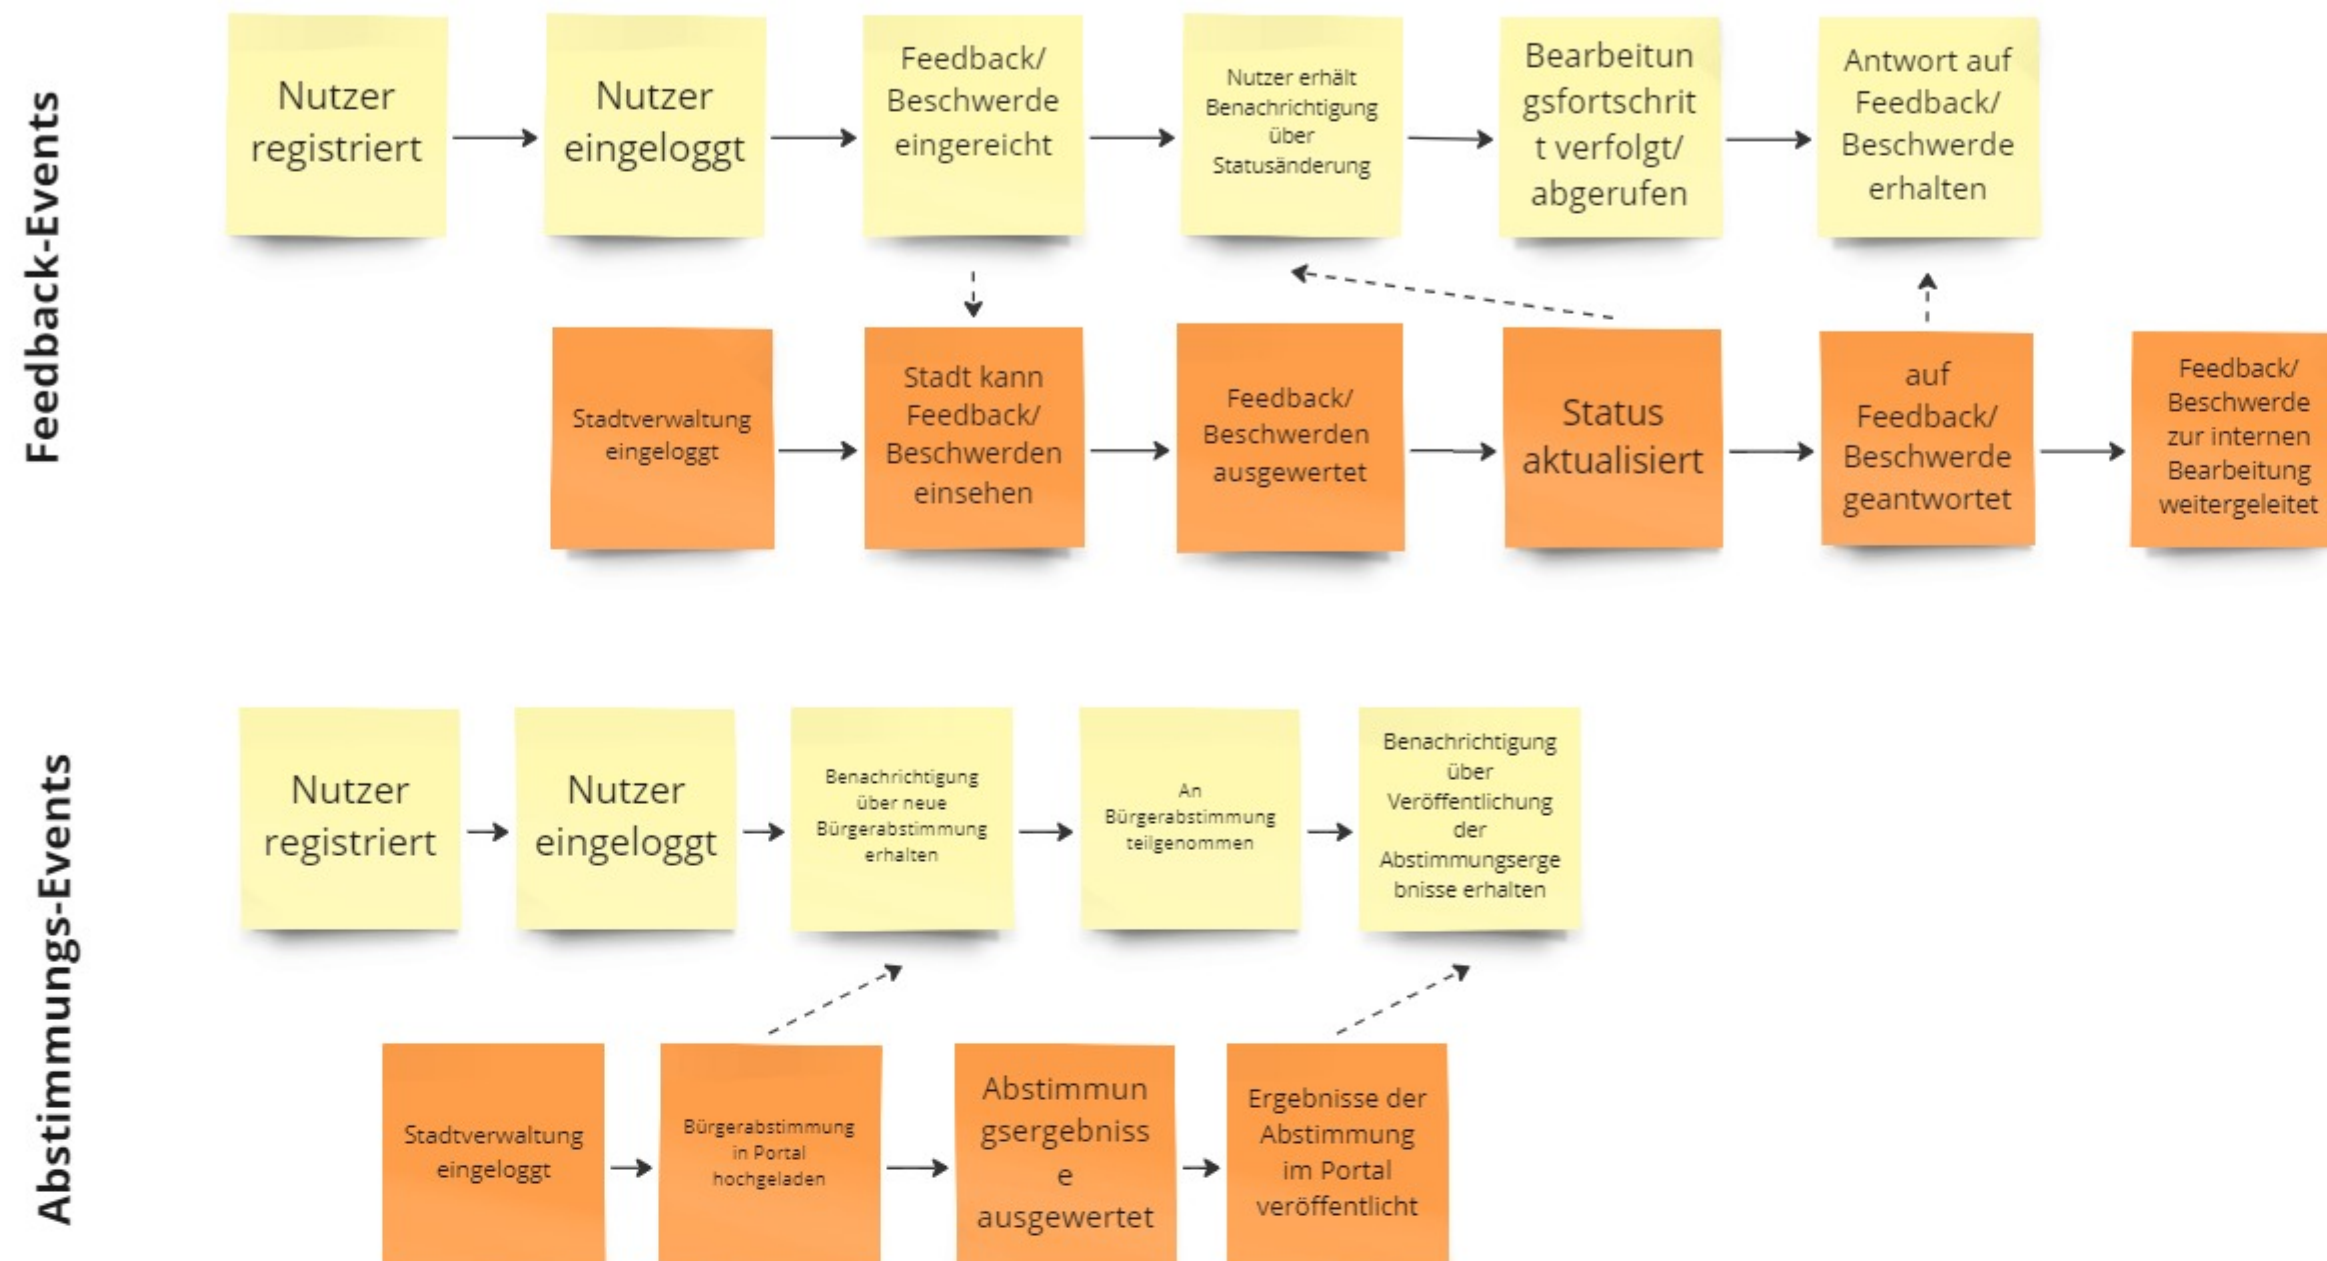 Feedback-Events
Nutzer
registriert
Nutzer
eingeloggt
Feedback/
Beschwerde
eingereicht
Nutzer erhält
Benachrichtigung
über
Statusänderung
Bearbeitun
gsfortschrit
t verfolgt/
abgerufen
Antwort auf
Feedback/
Beschwerde
erhalten
Stadtverwaltung
eingeloggt
Stadt kann
Feedback/
Beschwerden
einsehen
Feedback/
Beschwerden
ausgewertet
Status
aktualisiert
auf
Feedback/
Beschwerde
geantwortet
Feedback/
Beschwerde
zur internen
Bearbeitung
weitergeleitet
Abstimmungs-Events
Nutzer
registriert
Nutzer
eingeloggt
Benachrichtigung
über neue
Bürgerabstimmung
erhalten
An
Bürgerabstimmung
teilgenommen
Benachrichtigung
über
Veröffentlichung
der
Abstimmungserge
bnisse erhalten
Stadtverwaltung
eingeloggt
Bürgerabstimmung
in Portal
hochgeladen
Abstimmun
gsergebniss
e
ausgewertet
Ergebnisse der
Abstimmung
im Portal
veröffentlicht